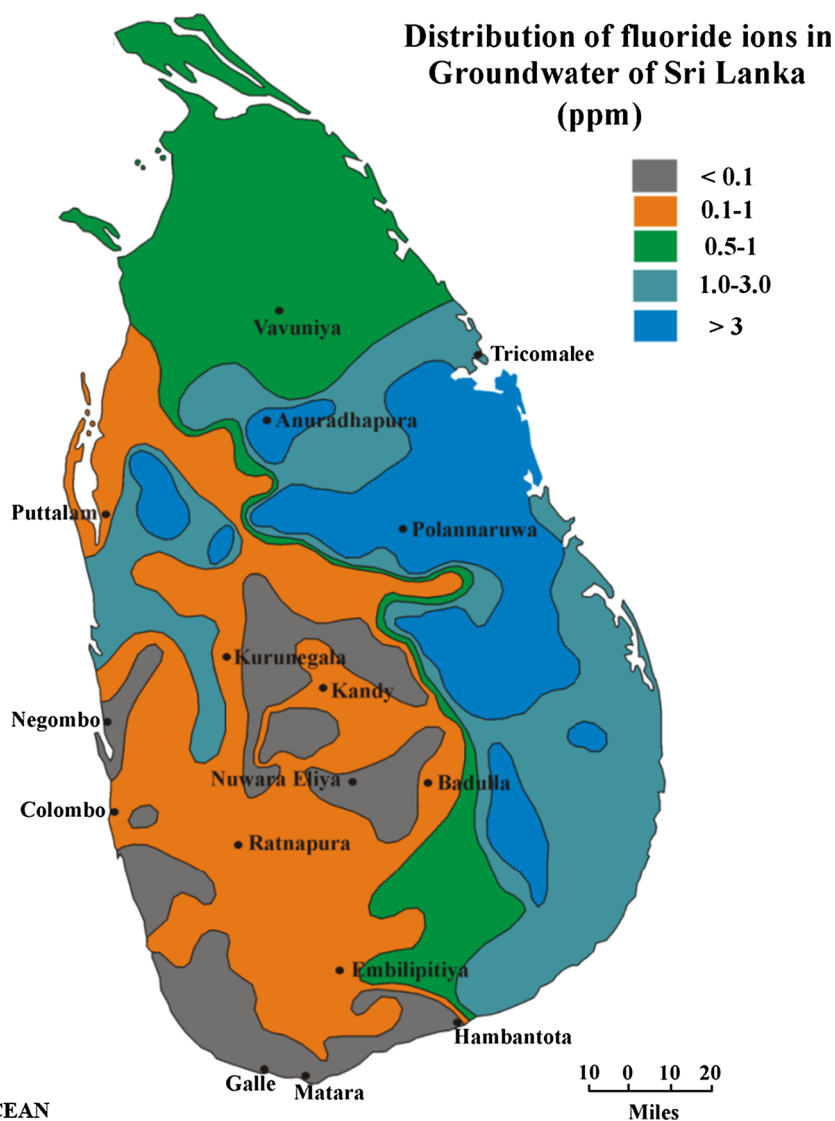 Distribution of fluoride ions in
Groundwater of Sri Lanka
(ppm)
< 0.1
0.1-1
0.5-1
1.0-3.0
> 3
Vavuniya
Tricomalee
Anuradhapura
Puttalam
Polannaruwa
Kurunegala
Kandy
Negombo
Nuwara Eliya
Badulla
Colombo
Ratnapura
Embilipitiya
Hambantota
Galle
Matara
10 0 10 20
Miles
CEAN